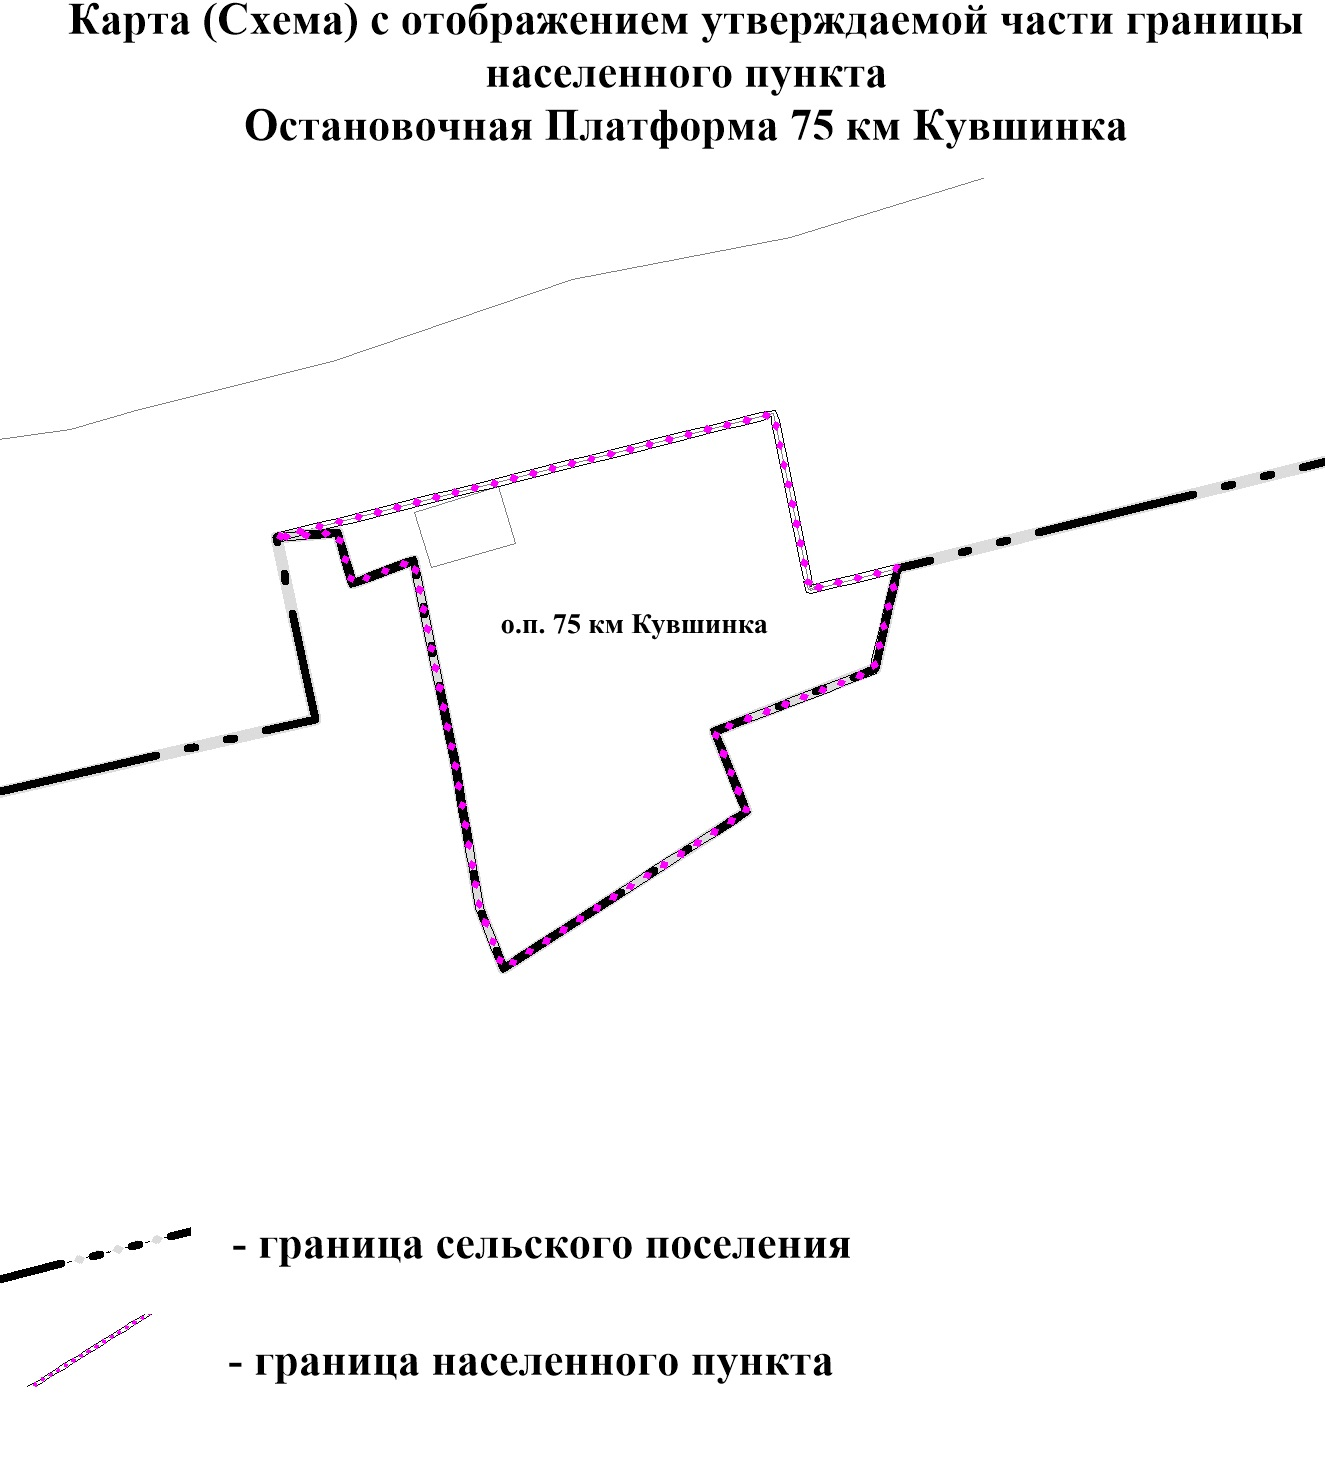 Карта (Схема) с отображением утверждаемой части границы
населенного пункта
Остановочная Платформа 75 км Кувшинка
о.п. 75 км Кувшинка
- граница сельского поселения
- граница населенного пункта